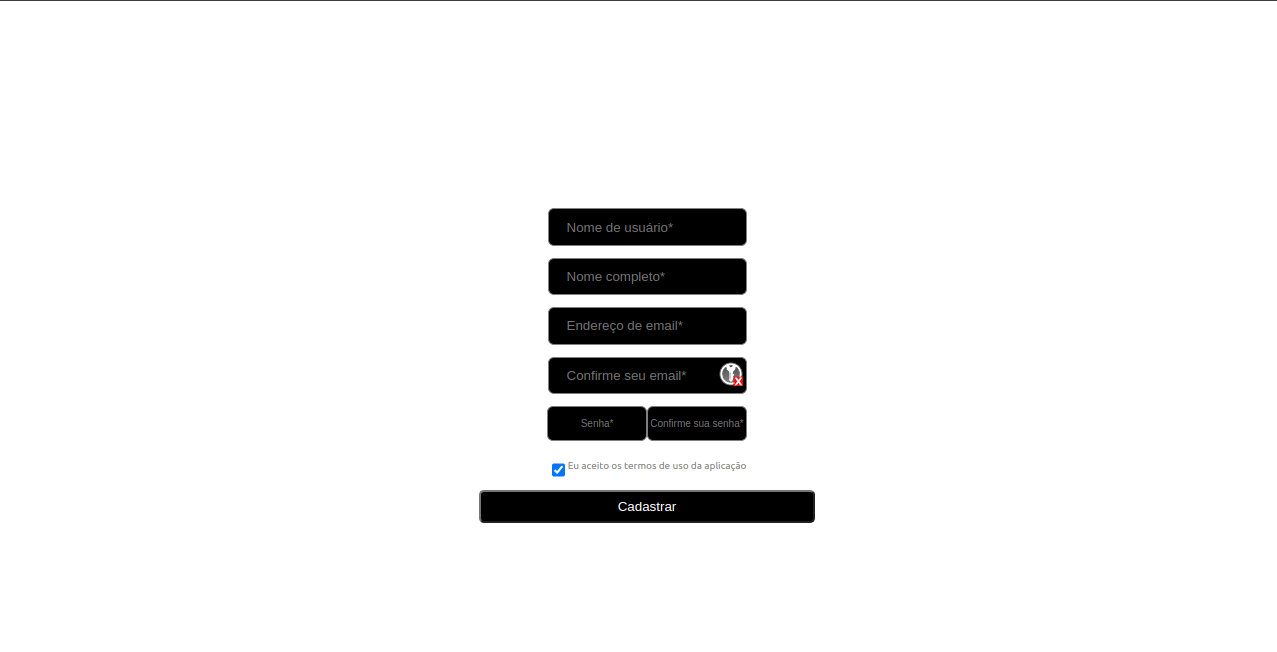 Nome de usuário*
Nome completo*
Endereço de email*
Confirme seu email*
Senha* Confirme sua senha*
Eu aceito os termos de uso da aplicação
Cadastrar